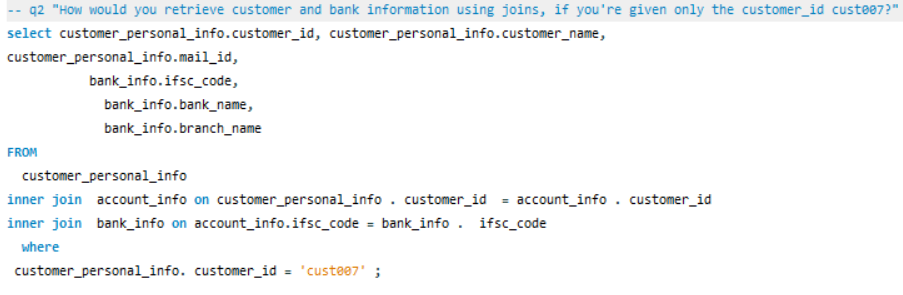 -- q2 "How would you retrieve customer and bank information using joins, if you're given only the customer_id cust007?"
select customer_personal_info.customer_id, customer_personal_info.customer_name,
customer_personal_info.mail_id,
bank_info.ifsc_code,
bank_info.bank_name,
bank_info.branch_name
FROM
customer_personal_info
inner join  account_info on customer_personal_info . customer_id  = account_info . customer_id
inner join  bank_info on account_info.ifsc_code = bank_info .  ifsc_code
where
customer_personal_info. customer_id = 'cust007' ;